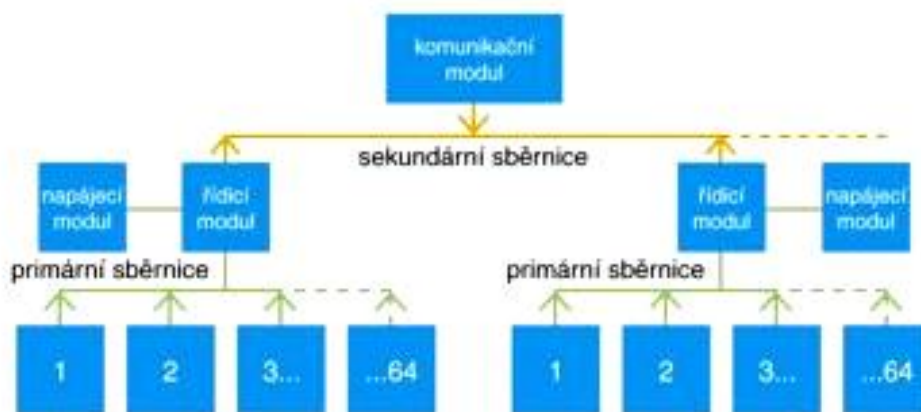 komunikační
modul
sekundární sběrnice
napájecí
modul
řídicí
modul
řídicí
modul
napájecí
modul
primární sběrnice
primární sběrnice
1
2
3...
...64
1
2
3...
...64